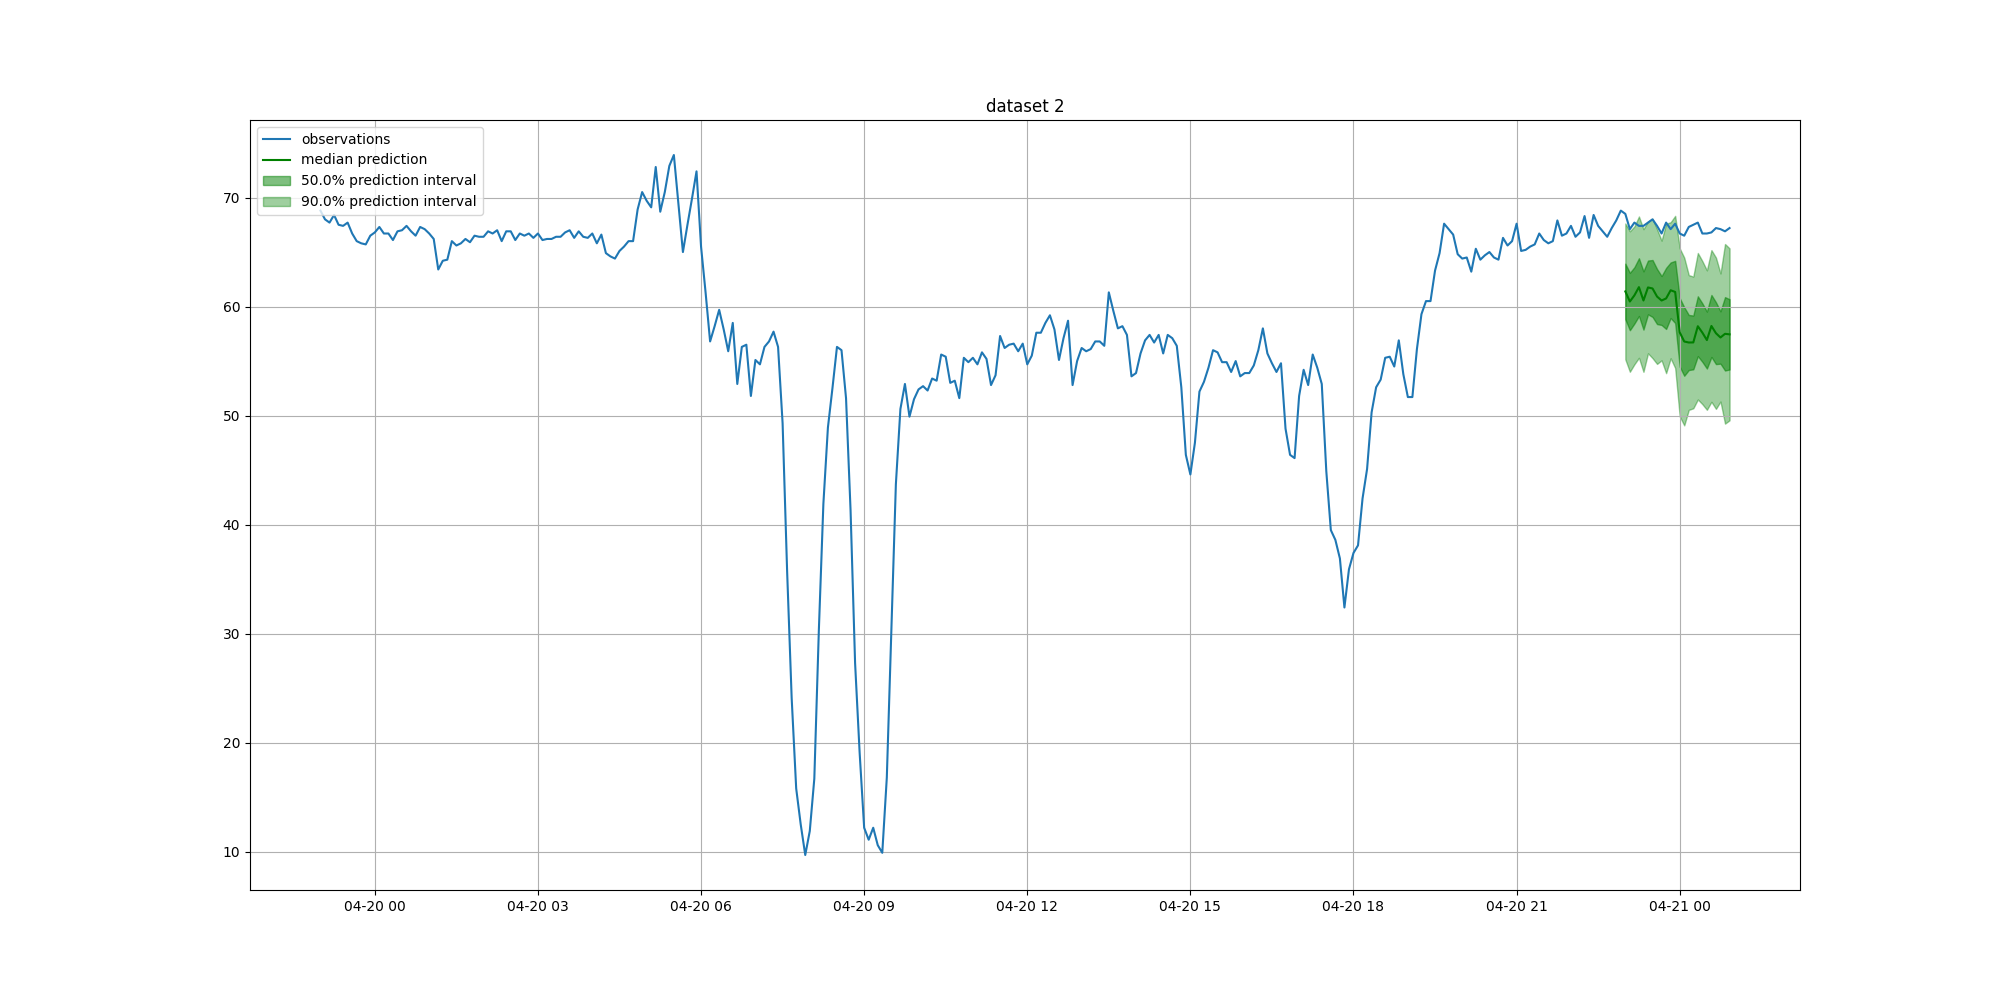 dataset 2
observations
median prediction
50.0% prediction interval
90.0% prediction interval
70
60
50
40
30
20
10
04-20 00 04-20 03 04-20 06 04-20 09 04-20 12 04-20 15 04-20 18 04-20 21 04-21 00